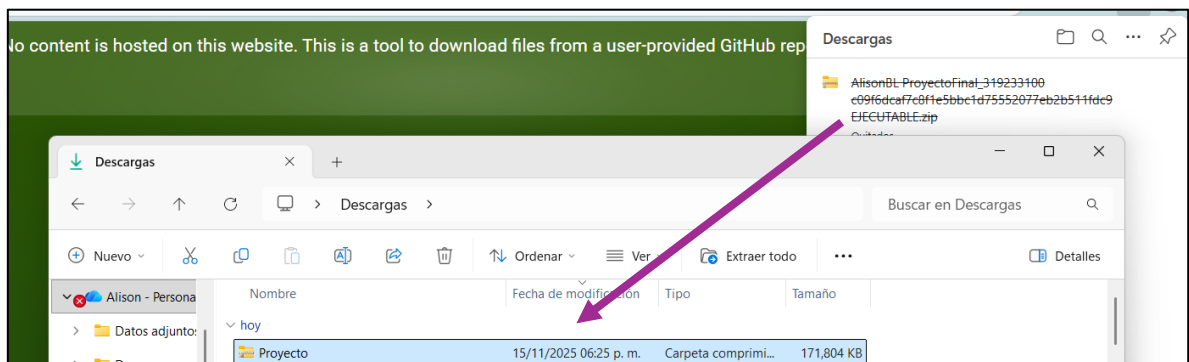 No content is hosted on this website. This is a tool to download files from a user-provided GitHub rep
Descargas
AlisonBL ProyectoFinal_319233100
c09f6dcaf7c8f1e5bbc1d75552077eb2b511fdc9
EJECUTABLE.zip
Quitados
Descargas
Descargas
Buscar en Descargas
Nuevo
Ordenar
Ver
Extraer todo
Detalles
Alison - Persona
Nombre
Fecha de modificación
Tipo
Tamaño
Datos adjuntos
hoy
Proyecto
15/11/2025 06:25 p. m.
Carpeta comprimi...
171,804 KB